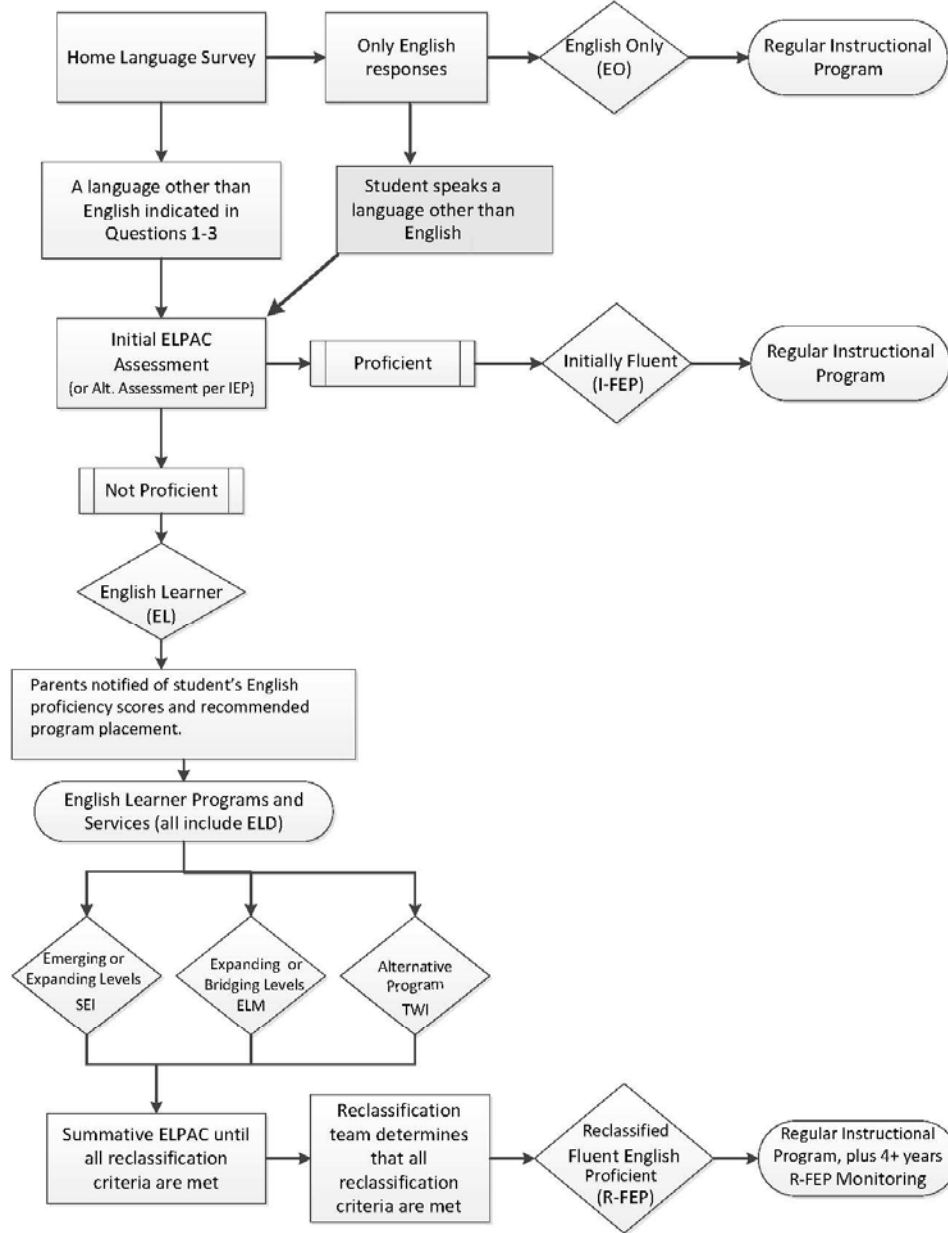 Home Language Survey
Only English
responses
English Only
(EO)
Regular Instructional
Program
A language other than
English indicated in
Questions 1-3
Student speaks a
language other than
English
Initial ELPAC
Assessment
(or Alt. Assessment per IEP)
Proficient
Initially Fluent
(I-FEP)
Regular Instructional
Program
Not Proficient
English Learner
(EL)
Parents notified of student's English
proficiency scores and recommended
program placement.
English Learner Programs and
Services (all include ELD)
Emerging or
Expanding Levels
SEI
Expanding or
Bridging Levels
ELM
Alternative
Program
TWI
Summative ELPAC until
all reclassification
criteria are met
Reclassification
team determines
that all
reclassification
criteria are met
Reclassified
Fluent English
Proficient
(R-FEP)
Regular Instructional
Program, plus 4+ years
R-FEP Monitoring